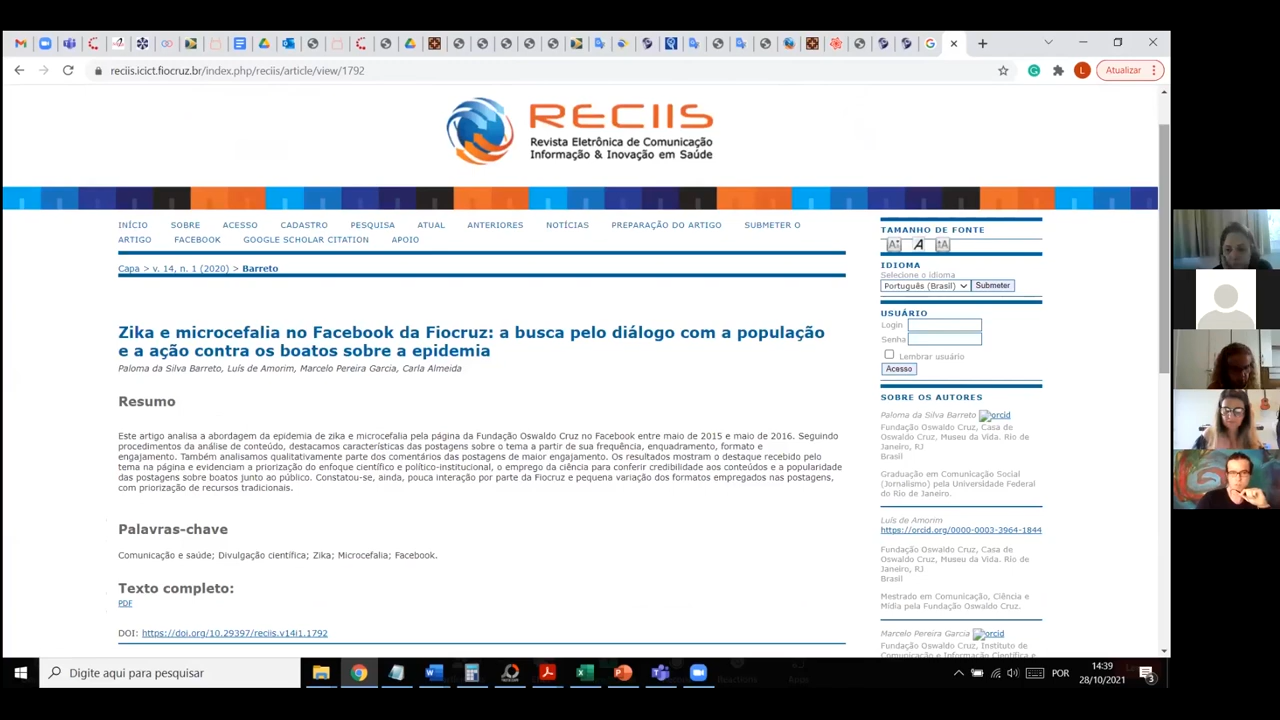 reciis.icict.fiocruz.br/index.php/reciis/article/view/1792
L
Atualizar
RECIIS
Revista Eletrônica de Comunicação
Informação & Inovação em Saúde
INÍCIO SOBRE ACESSO CADASTRO PESQUISA ATUAL ANTERIORES NOTÍCIAS PREPARAÇÃO DO ARTIGO SUBMETER O
ARTIGO FACEBOOK GOOGLE SCHOLAR CITATION APOIO
Capa > v. 14, n. 1 (2020) > Barreto
Zika e microcefalia no Facebook da Fiocruz: a busca pelo diálogo com a população
e a ação contra os boatos sobre a epidemia
Paloma da Silva Barreto, Luís de Amorim, Marcelo Pereira Garcia, Carla Almeida
Resumo
Este artigo analisa a abordagem da epidemia de zika e microcefalia pela página da Fundação Oswaldo Cruz no Facebook entre maio de 2015 e maio de 2016. Seguindo
procedimentos da análise de conteúdo, destacamos características das postagens sobre o tema a partir de sua frequência, enquadramento, formato e
engajamento. Também analisamos qualitativamente parte dos comentários das postagens de maior engajamento. Os resultados mostram o destaque recebido pelo
tema na página e evidenciam a priorização do enfoque científico e político-institucional, o emprego da ciência para conferir credibilidade aos conteúdos e a popularidade
das postagens sobre boatos junto ao público. Constatou-se, ainda, pouca interação por parte da Fiocruz e pequena variação dos formatos empregados nas postagens,
com priorização de recursos tradicionais.
Palavras-chave
Comunicação e saúde; Divulgação científica; Zika; Microcefalia; Facebook.
Texto completo:
PDF
DOI: https://doi.org/10.29397/reciis.v14i1.1792
TAMANHO DE FONTE
IDIOMA
Selecione o idioma
Português (Brasil) Submeter
USUÁRIO
Login
Senha
Lembrar usuário
Acesso
SOBRE OS AUTORES
Paloma da Silva Barreto orcid
Fundação Oswaldo Cruz, Casa de
Oswaldo Cruz, Museu da Vida. Rio de
Janeiro, RJ
Brasil
Graduação em Comunicação Social
(Jornalismo) pela Universidade Federal
do Rio de Janeiro.
Luís de Amorim
https://orcid.org/0000-0003-3964-1844
Fundação Oswaldo Cruz, Casa de
Oswaldo Cruz, Museu da Vida. Rio de
Janeiro, RJ
Brasil
Mestrado em Comunicação, Ciência e
Mídia pela Fundação Oswaldo Cruz.
Marcelo Pereira Garcia orcid
Fundação Oswaldo Cruz, Instituto de
Comunicação e Informação Científica e
Digite aqui para pesquisar
POR
14:39
28/10/2021
3